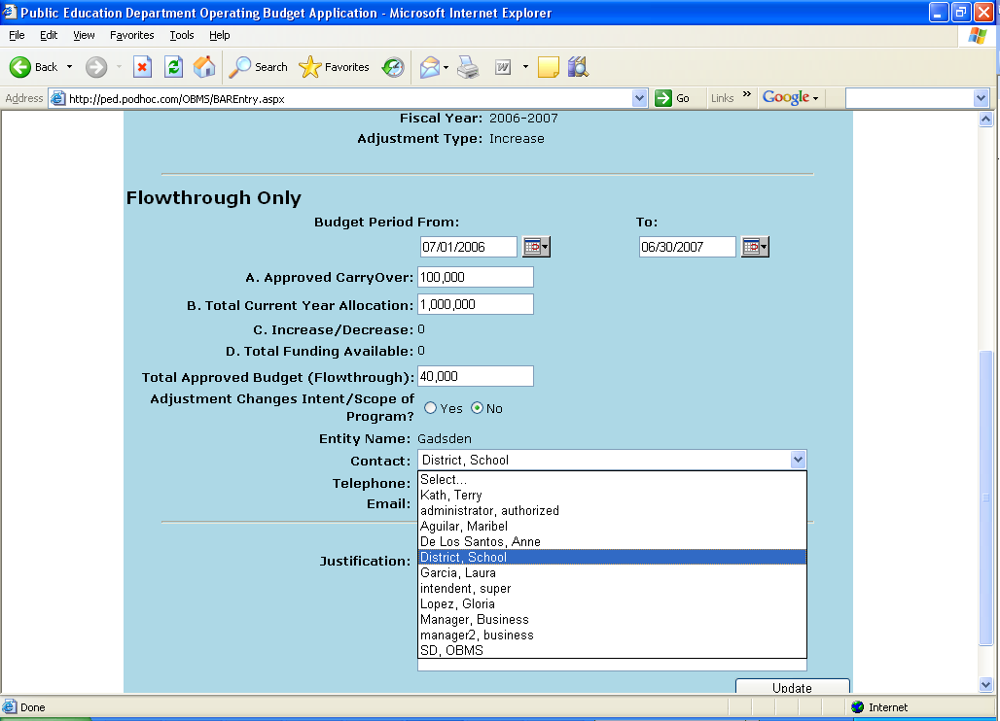 Public Education Department Operating Budget Application - Microsoft Internet Explorer
File Edit View Favorites Tools Help
Back Search Favorites W
Address http://ped.podhoc.com/OBMS/BAREntry.aspx Go Links » Google
Fiscal Year: 2006-2007
Adjustment Type: Increase
Flowthrough Only
Budget Period From: To:
07/01/2006 06/30/2007
A. Approved CarryOver: 100,000
B. Total Current Year Allocation: 1,000,000
C. Increase/Decrease: 0
D. Total Funding Available: 0
Total Approved Budget (Flowthrough): 40,000
Adjustment Changes Intent/Scope of
Program? Yes No
Entity Name: Gadsden
Contact: District, School
Telephone: Select...
Kath, Terry
Email: administrator, authorized
Aguilar, Maribel
De Los Santos, Anne
Justification: District, School
Garcia, Laura
intendent, super
Lopez, Gloria
Manager, Business
manager2, business
SD, OBMS
Update
Done Internet